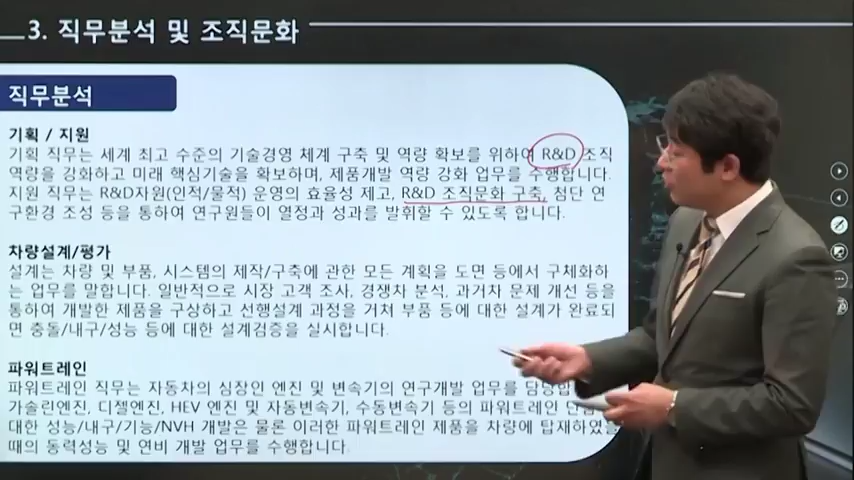 3. 직무분석 및 조직문화
직무분석
기획 / 지원
기획 직무는 세계 최고 수준의 기술경영 체계 구축 및 역량 확보를 위하여 R&D 조직
역량을 강화하고 미래 핵심기술을 확보하며, 제품개발 역량 강화 업무를 수행합니다.
지원 직무는 R&D자원(인적/물적) 운영의 효율성 제고, R&D 조직문화 구축, 첨단 연
구환경 조성 등을 통하여 연구원들이 열정과 성과를 발휘할 수 있도록 합니다.
차량설계/평가
설계는 차량 및 부품, 시스템의 제작/구축에 관한 모든 계획을 도면 등에서 구체화하
는 업무를 말합니다. 일반적으로 시장 고객 조사, 경쟁차 분석, 과거차 문제 개선 등을
통하여 개발한 제품을 구상하고 선행설계 과정을 거쳐 부품 등에 대한 설계가 완료되
면 충돌/내구/성능 등에 대한 설계검증을 실시합니다.
파워트레인
파워트레인 직무는 자동차의 심장인 엔진 및 변속기의 연구개발 업무를
가솔린엔진, 디젤엔진, HEV 엔진 및 자동변속기, 수동변속기 등의 파워트레인
대한 성능/내구/기능/NVH 개발은 물론 이러한 파워트레인 제품을 차량에 탑재하였을
때의 동력성능 및 연비 개발 업무를 수행합니다.